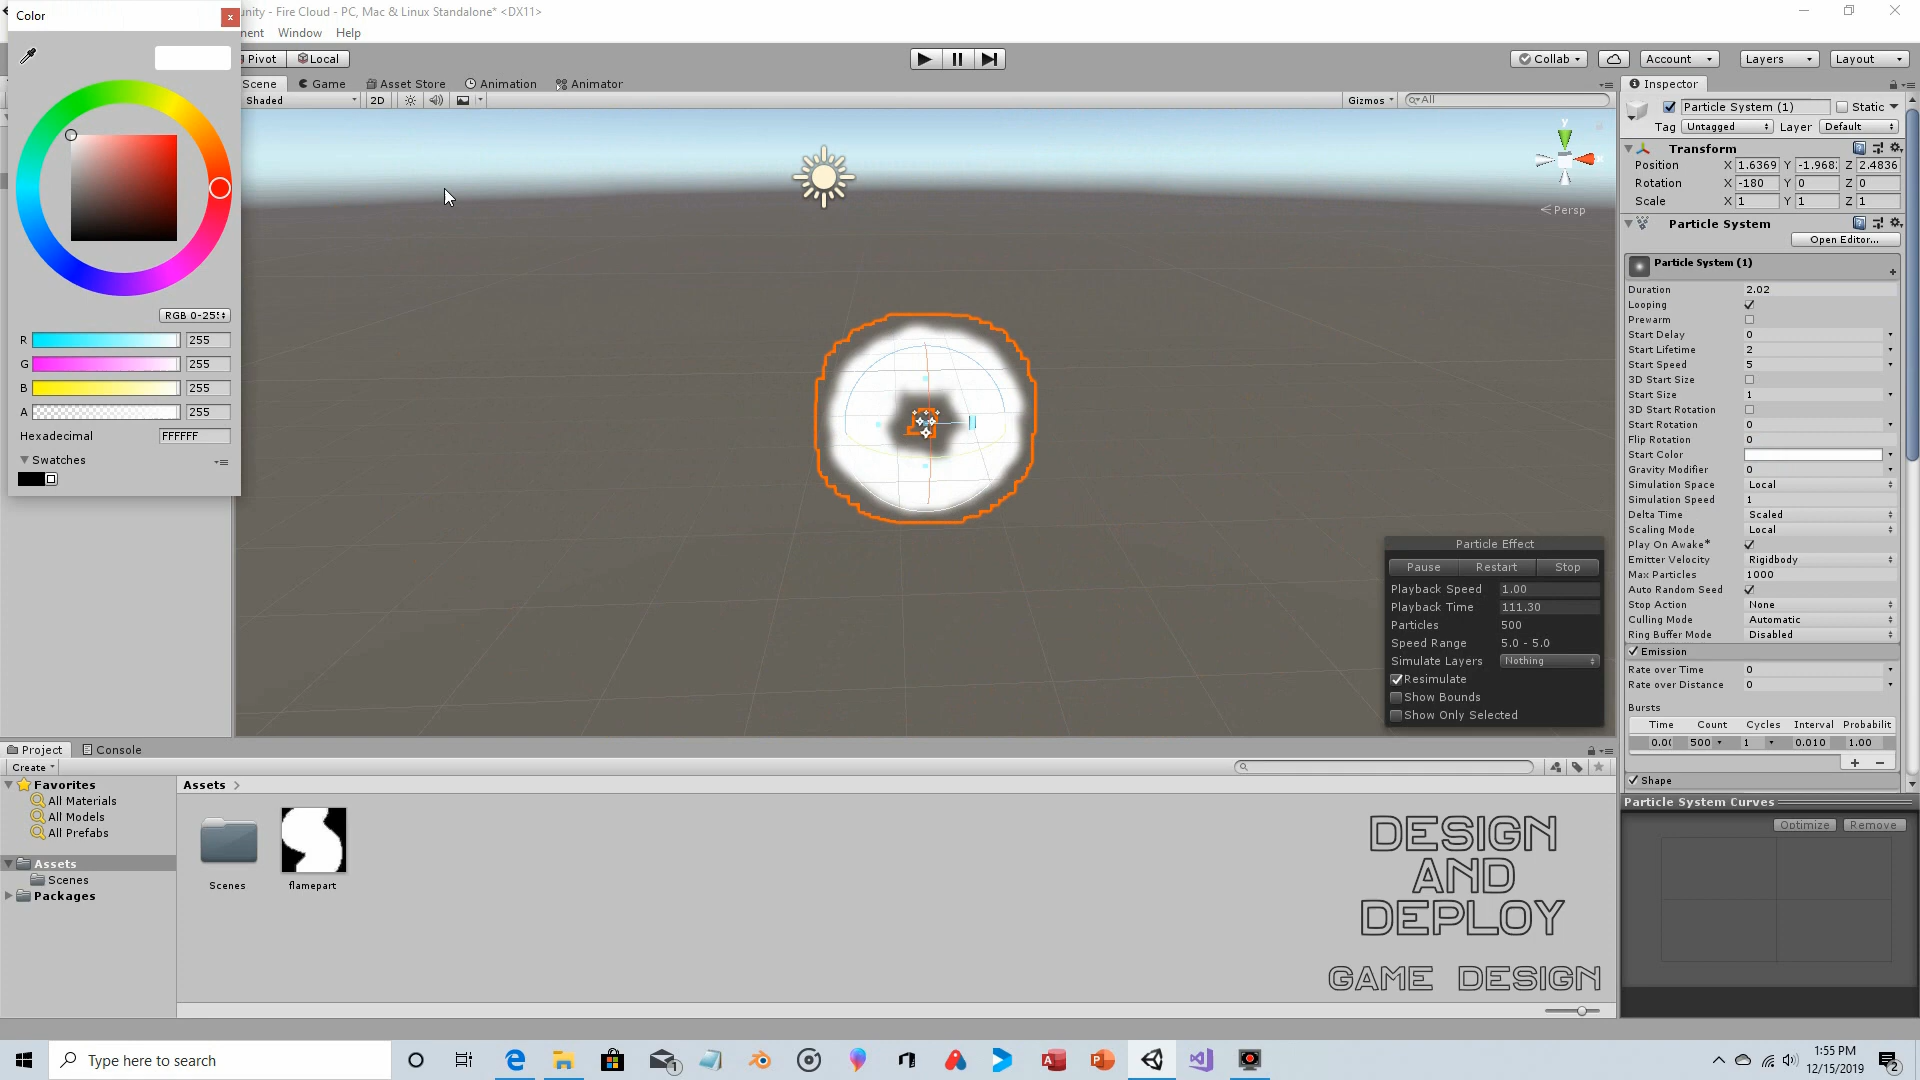 Color
unity - Fire Cloud - PC, Mac & Linux Standalone* <DX11>
Window Help
Pivot Local
Collab Account Layers Layout
Scene Game Asset Store Animation Animator
Shaded 2D Gizmos All
RGB 0-255
R 255
G 255
B 255
A 255
Hexadecimal FFFFFF
Swatches
y
Persp
Particle Effect
Pause Restart Stop
Playback Speed 1.00
Playback Time 111.30
Particles 500
Speed Range 5.0 - 5.0
Simulate Layers Nothing
Resimulate
Show Bounds
Show Only Selected
Inspector
Particle System (1) Static
Tag Untagged Layer Default
Transform
Position X 1.6369 Y -1.968 Z 2.4836
Rotation X -180 Y 0 Z 0
Scale X 1 Y 1 Z 1
Particle System
Open Editor...
Particle System (1)
Duration 2.02
Looping
Prewarm
Start Delay 0
Start Lifetime 2
Start Speed 5
3D Start Size
Start Size 1
3D Start Rotation
Start Rotation 0
Flip Rotation 0
Start Color
Gravity Modifier 0
Simulation Space Local
Simulation Speed 1
Delta Time Scaled
Scaling Mode Local
Play On Awake*
Emitter Velocity Rigidbody
Max Particles 1000
Auto Random Seed
Stop Action None
Culling Mode Automatic
Ring Buffer Mode Disabled
Emission
Rate over Time 0
Rate over Distance 0
Bursts
Time Count Cycles Interval Probabilit
0.0 500 1 0.010 1.00
Shape
Particle System Curves
Optimize Remove
Project Console
Create
Favorites
All Materials
All Models
All Prefabs
Assets
Scenes
Packages
Assets
Scenes flamepart
DESIGN
AND
DEPLOY
GAME DESIGN
Type here to search
1:55 PM
12/15/2019
1
2